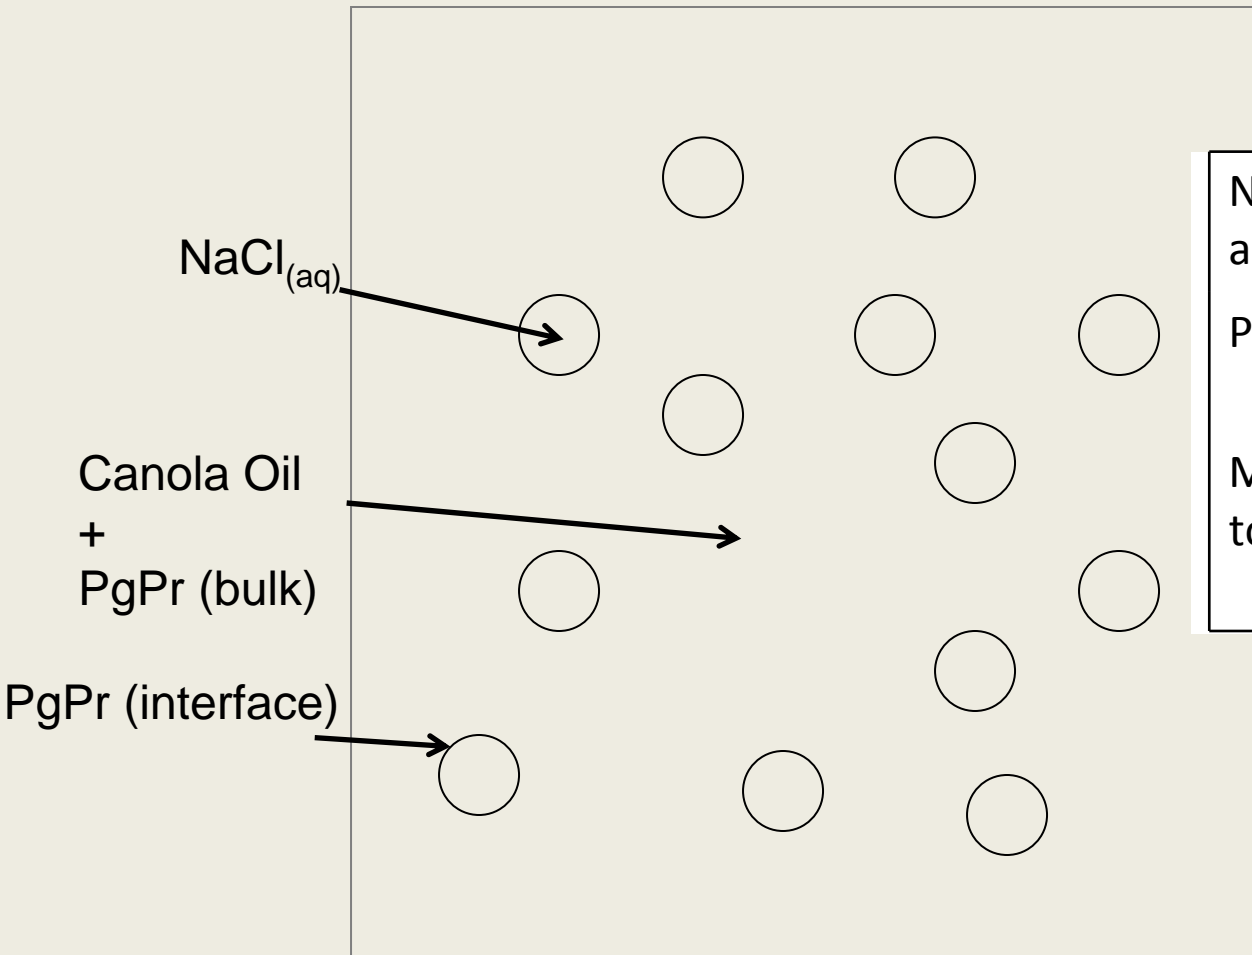 NaCl(aq)
Canola Oil
+
PgPr (bulk)
PgPr (interface)